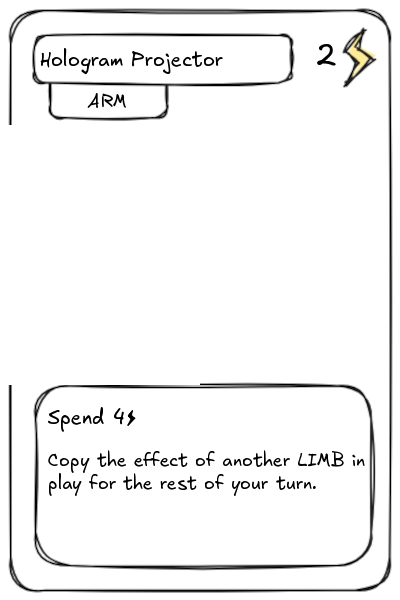 Hologram Projector
2⚡
ARM
Spend 4⚡
Copy the effect of another LIMB in
play for the rest of your turn.